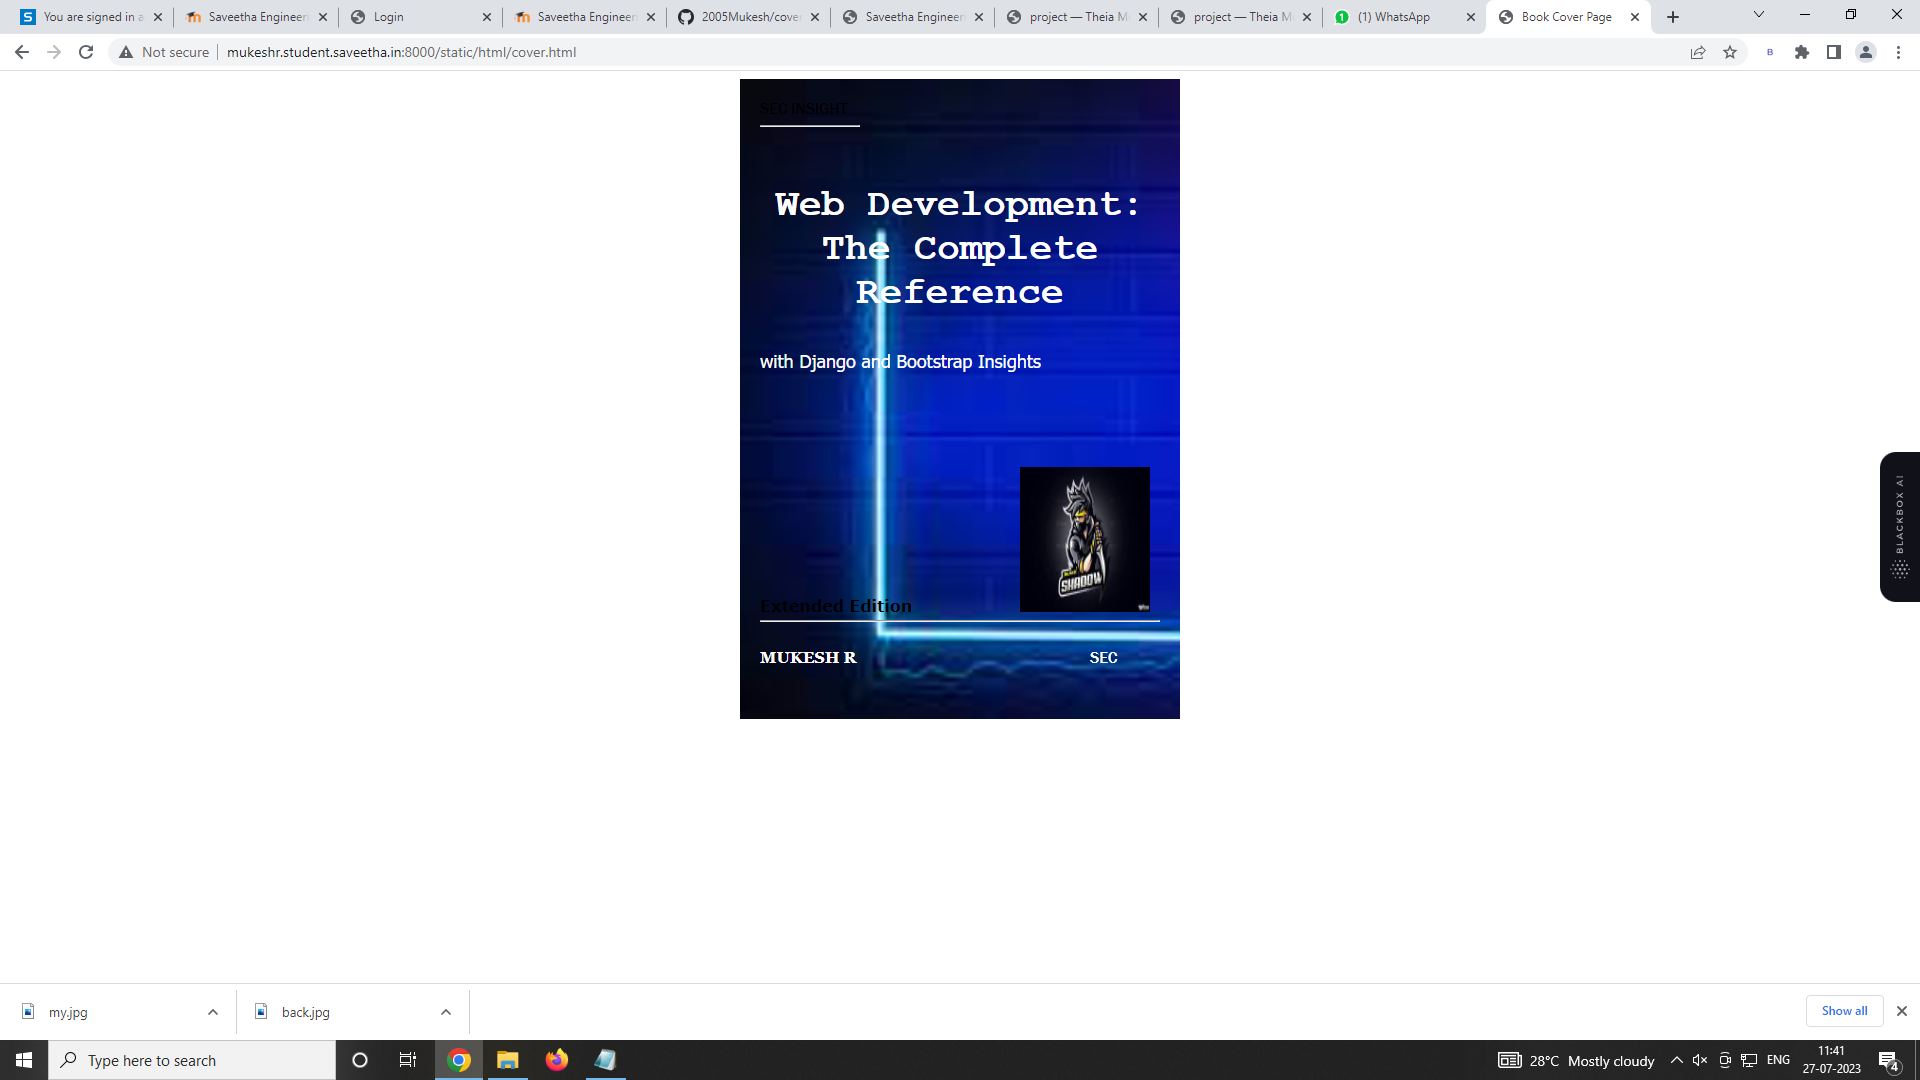 You are signed in a
Saveetha Engineer
Login
Saveetha Engineer
2005Mukesh/cover
Saveetha Engineer
project — Theia M
project — Theia M
(1) WhatsApp
Book Cover Page
Not secure
mukeshr.student.saveetha.in:8000/static/html/cover.html
SEC INSIGHT
Web Development:
The Complete
Reference
with Django and Bootstrap Insights
BLACKBOX AI
SHADOW
Extended Edition
MUKESH R
SEC
my.jpg
back.jpg
Show all
Type here to search
28°C Mostly cloudy
ENG
11:41
27-07-2023
4